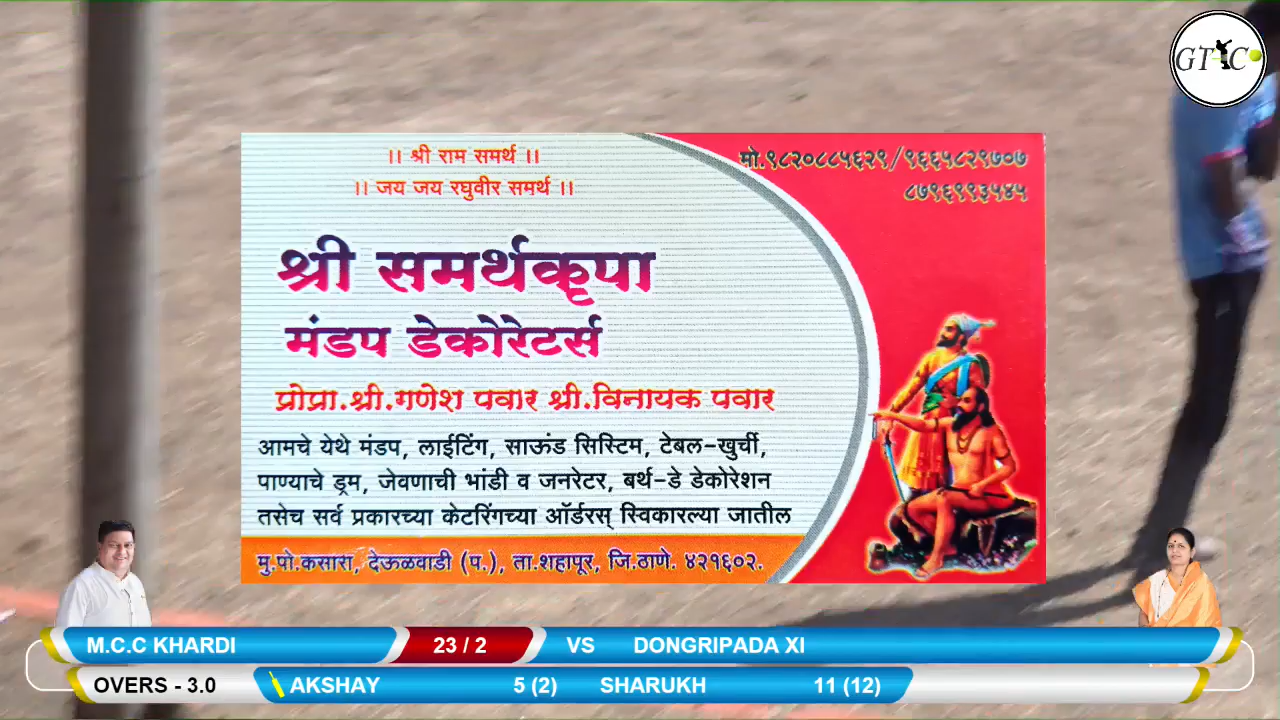 GTCC
।। श्री राम समर्थ ।।
।। जय जय रघुवीर समर्थ ।।
मो.९८२०८८५६२९/९६६५८२९७०७
८७९६९९३५४५
श्री समर्थकृपा
मंडप डेकोरेटर्स
प्रोप्रा.श्री.गणेश पवार श्री.विनायक पवार
आमचे येथे मंडप, लाईटिंग, साऊंड सिस्टिम, टेबल-खुर्ची,
पाण्याचे ड्रम, जेवणाची भांडी व जनरेटर, बर्थ-डे डेकोरेशन
तसेच सर्व प्रकारच्या केटरिंगच्या ऑर्डरस् स्विकारल्या जातील
मु.पो.कसारा, देऊळवाडी (प.), ता.शहापूर, जि.ठाणे. ४२१६०२.
M.C.C KHARDI 23 / 2 VS DONGRIPADA XI
OVERS - 3.0 AKSHAY 5 (2) SHARUKH 11 (12)